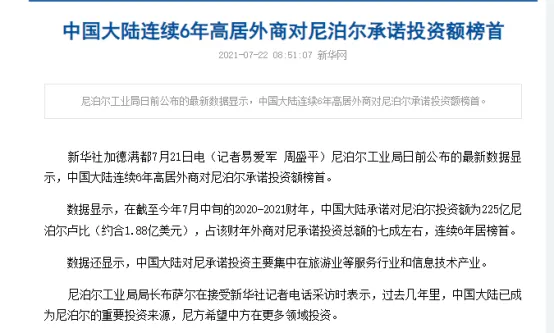 中国大陆连续6年高居外商对尼泊尔承诺投资额榜首
2021-07-22 08:51:07 新华网
尼泊尔工业局日前公布的最新数据显示，中国大陆连续6年高居外商对尼泊尔承诺投资额榜首。
新华社加德满都7月21日电（记者易爱军 周盛平）尼泊尔工业局日前公布的最新数据显
示，中国大陆连续6年高居外商对尼泊尔承诺投资额榜首。
数据显示，在截至今年7月中旬的2020-2021财年，中国大陆承诺对尼泊尔投资额为225亿尼
泊尔卢比（约合1.88亿美元），占该财年外商对尼承诺投资总额的七成左右，连续6年居榜首。
数据还显示，中国大陆对尼承诺投资主要集中在旅游业等服务行业和信息技术产业。
尼泊尔工业局局长布萨尔在接受新华社记者电话采访时表示，过去几年里，中国大陆已成
为尼泊尔的重要投资来源，尼方希望中方在更多领域投资。